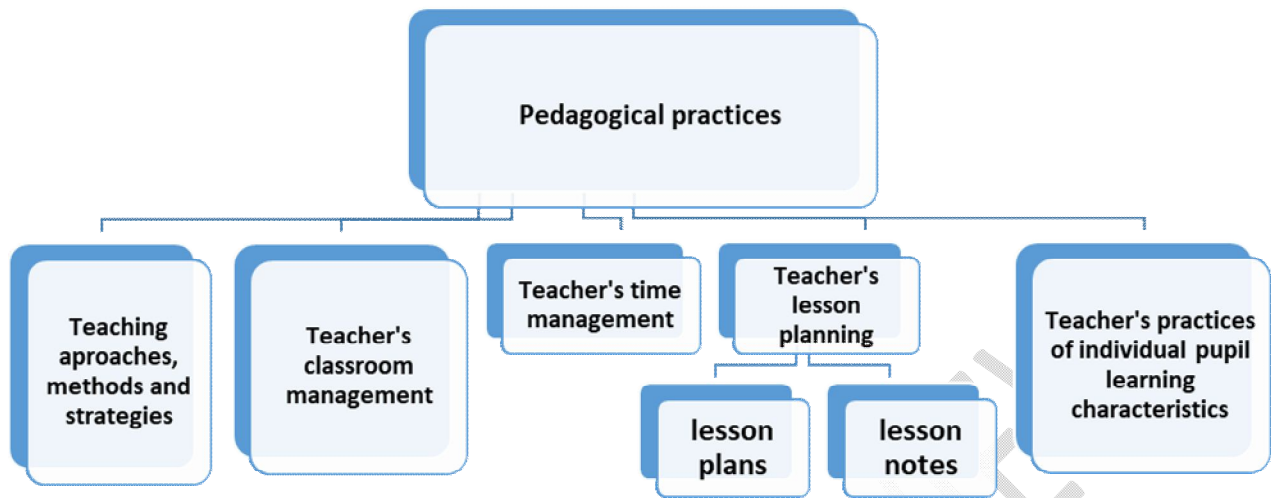 Pedagogical practices
Teaching
aproaches,
methods and
strategies
Teacher's
classroom
management
Teacher's time
management
Teacher's
lesson
planning
lesson
plans
lesson
notes
Teacher's practices
of individual pupil
learning
characteristics